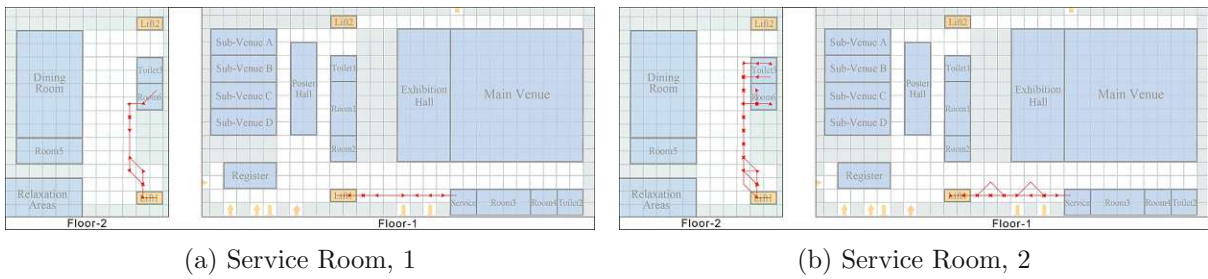 Lift2
Dining
Room
Toilet3
Room6
Room5
Relaxation
Areas
Lift1
Floor-2
Lift2
Sub-Venue A
Sub-Venue B
Sub-Venue C
Sub-Venue D
Poster
Hall
Toilet1
Room1
Room2
Exhibition
Hall
Main Venue
Register
Lift1
Service
Room3
Room4
Toilet2
Floor-1
(a) Service Room, 1
Lift2
Dining
Room
Toilet3
Room6
Room5
Relaxation
Areas
Lift1
Floor-2
Lift2
Sub-Venue A
Sub-Venue B
Sub-Venue C
Sub-Venue D
Poster
Hall
Toilet1
Room1
Room2
Exhibition
Hall
Main Venue
Register
Lift1
Service
Room3
Room4
Toilet2
Floor-1
(b) Service Room, 2